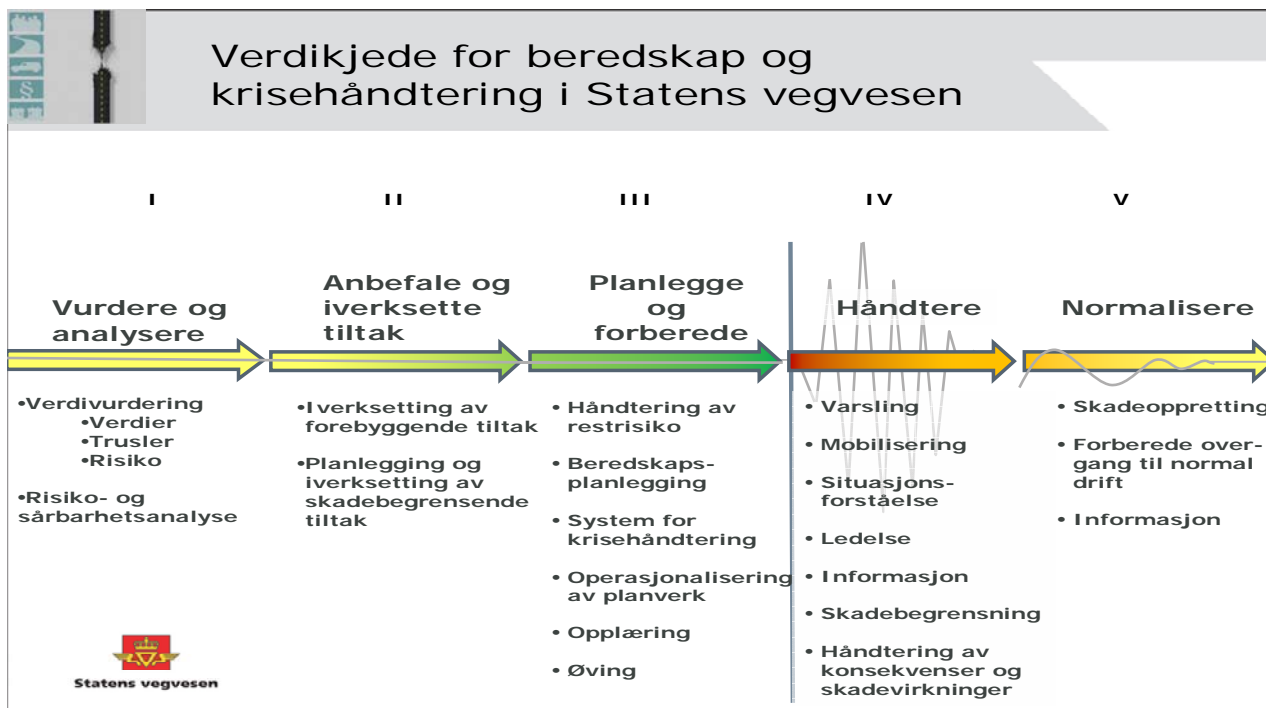 Verdikjede for beredskap og
krisehåndtering i Statens vegvesen
§
I
II
III
IV
V
Vurdere og
analysere
•Verdivurdering
•Verdier
•Trusler
•Risiko
•Risiko- og
sårbarhetsanalyse
Anbefale og
iverksette
tiltak
•Iverksetting av
forebyggende tiltak
•Planlegging og
iverksetting av
skadebegrensende
tiltak
Planlegge
og
forberede
• Håndtering av
restrisiko
• Beredskaps-
planlegging
• System for
krisehåndtering
• Operasjonalisering
av planverk
• Opplæring
• Øving
Håndtere
• Varsling
• Mobilisering
• Situasjons-
forståelse
• Ledelse
• Informasjon
• Skadebegrensning
• Håndtering av
konsekvenser og
skadevirkninger
Normalisere
• Skadeoppretting
• Forberede over-
gang til normal
drift
• Informasjon
Statens vegvesen